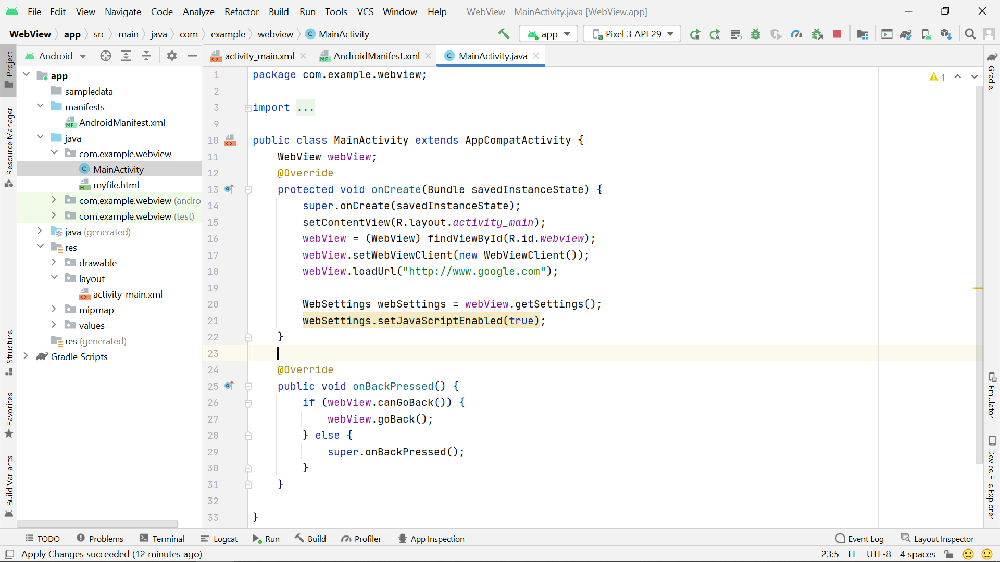 File Edit View Navigate Code Analyze Refactor Build Run Tools VCS Window Help WebView - MainActivity.java [WebView.app]
WebView app src main java com example webview C MainActivity app Pixel 3 API 29
Project
Resource Manager
Structure
Favorites
Build Variants
Android
app
sampledata
manifests
MF AndroidManifest.xml
java
com.example.webview
C MainActivity
H myfile.html
com.example.webview (androi
com.example.webview (test)
java (generated)
res
drawable
layout
activity_main.xml
mipmap
values
res (generated)
Gradle Scripts
activity_main.xml MF AndroidManifest.xml C MainActivity.java
1 package com.example.webview;
2
3 import ...
9
10 public class MainActivity extends AppCompatActivity {
11 WebView webView;
12 @Override
13 protected void onCreate(Bundle savedInstanceState) {
14 super.onCreate(savedInstanceState);
15 setContentView(R.layout.activity_main);
16 webView = (WebView) findViewById(R.id.webview);
17 webView.setWebViewClient(new WebViewClient());
18 webView.loadUrl("http://www.google.com");
19
20 WebSettings webSettings = webView.getSettings();
21 webSettings.setJavaScriptEnabled(true);
22 }
23
24 @Override
25 public void onBackPressed() {
26 if (webView.canGoBack()) {
27 webView.goBack();
28 } else {
29 super.onBackPressed();
30 }
31 }
32
33 }
1
Gradle
Emulator
Device File Explorer
TODO Problems Terminal Logcat Run Build Profiler App Inspection Event Log Layout Inspector
Apply Changes succeeded (12 minutes ago) 23:5 LF UTF-8 4 spaces